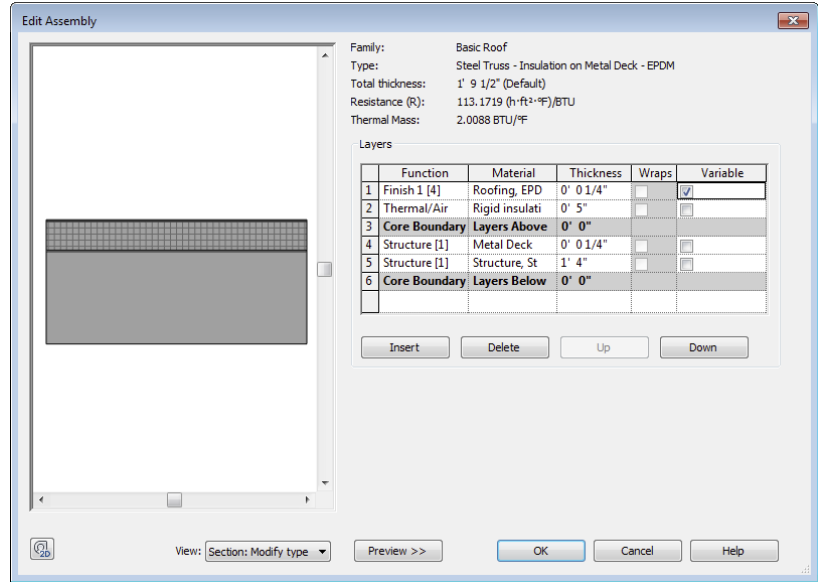 Edit Assembly
Family: Basic Roof
Type: Steel Truss - Insulation on Metal Deck - EPDM
Total thickness: 1' 9 1/2" (Default)
Resistance (R): 113.1719 (h·ft²·°F)/BTU
Thermal Mass: 2.0088 BTU/°F
Layers
Function Material Thickness Wraps Variable
1 Finish 1 [4] Roofing, EPD 0' 0 1/4"
2 Thermal/Air Rigid insulati 0' 5"
3 Core Boundary Layers Above 0' 0"
4 Structure [1] Metal Deck 0' 0 1/4"
5 Structure [1] Structure, St 1' 4"
6 Core Boundary Layers Below 0' 0"
Insert Delete Up Down
2D View: Section: Modify type Preview >> OK Cancel Help